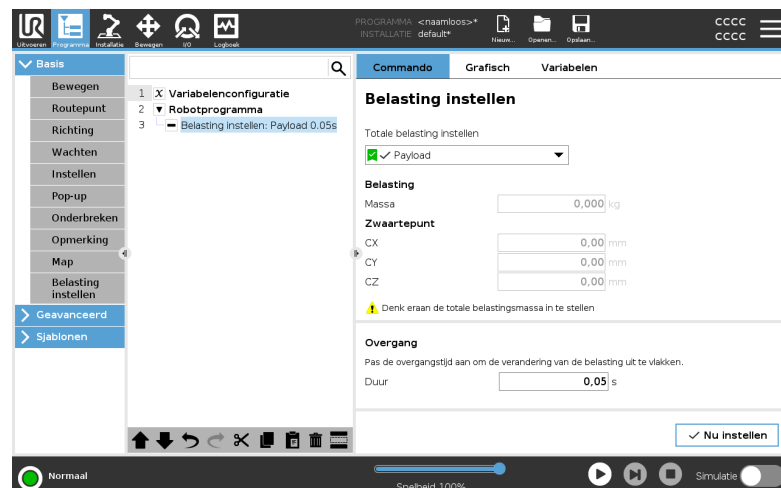 UR
PROGRAMMA <naamloos>*
INSTALLATIE default*
CCCC
CCCC
Uitvoeren Programma Installatie Bewegen I/O Logboek
Nieuw... Openen... Opslaan...
Basis
Bewegen
Routepunt
Richting
Wachten
Instellen
Pop-up
Onderbreken
Opmerking
Map
Belasting
instellen
Geavanceerd
Sjablonen
1 X Variabelenconfiguratie
2 Robotprogramma
3 Belasting instellen: Payload 0.05s
Commando Grafisch Variabelen
Belasting instellen
Totale belasting instellen
Payload
Belasting
Massa 0,000 kg
Zwaartepunt
CX 0,00 mm
CY 0,00 mm
CZ 0,00 mm
Denk eraan de totale belastingsmassa in te stellen
Overgang
Pas de overgangstijd aan om de verandering van de belasting uit te vlakken.
Duur 0,05 s
Nu instellen
Normaal
Snelheid 100%
Simulatie